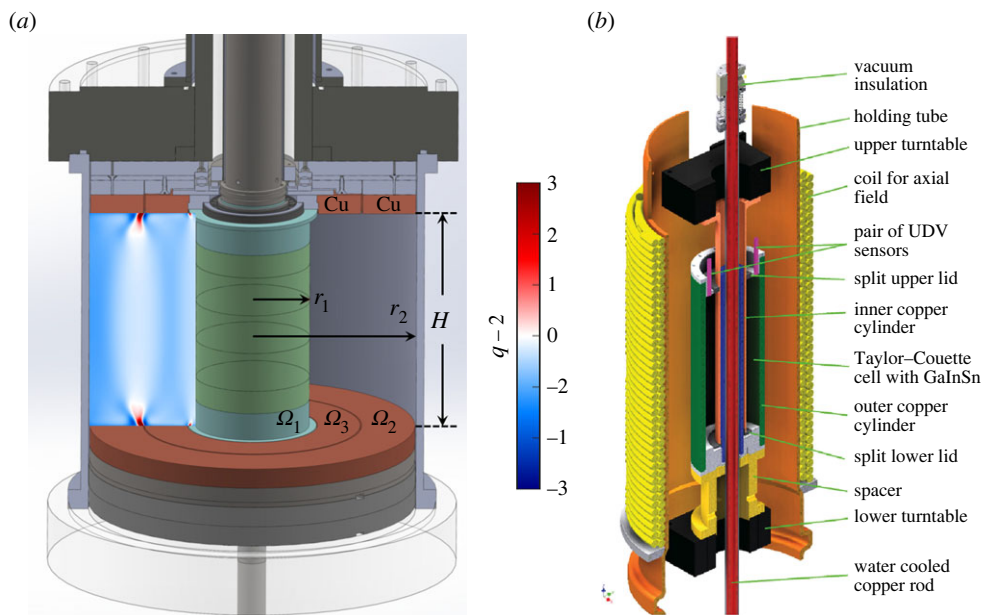 (a)
Cu Cu
r₁
r₂
H
Ω₁ Ω₃ Ω₂
3
2
1
0
−1
−2
−3
q − 2
(b)
vacuum
insulation
holding tube
upper turntable
coil for axial
field
pair of UDV
sensors
split upper lid
inner copper
cylinder
Taylor–Couette
cell with GaInSn
outer copper
cylinder
split lower lid
spacer
lower turntable
water cooled
copper rod